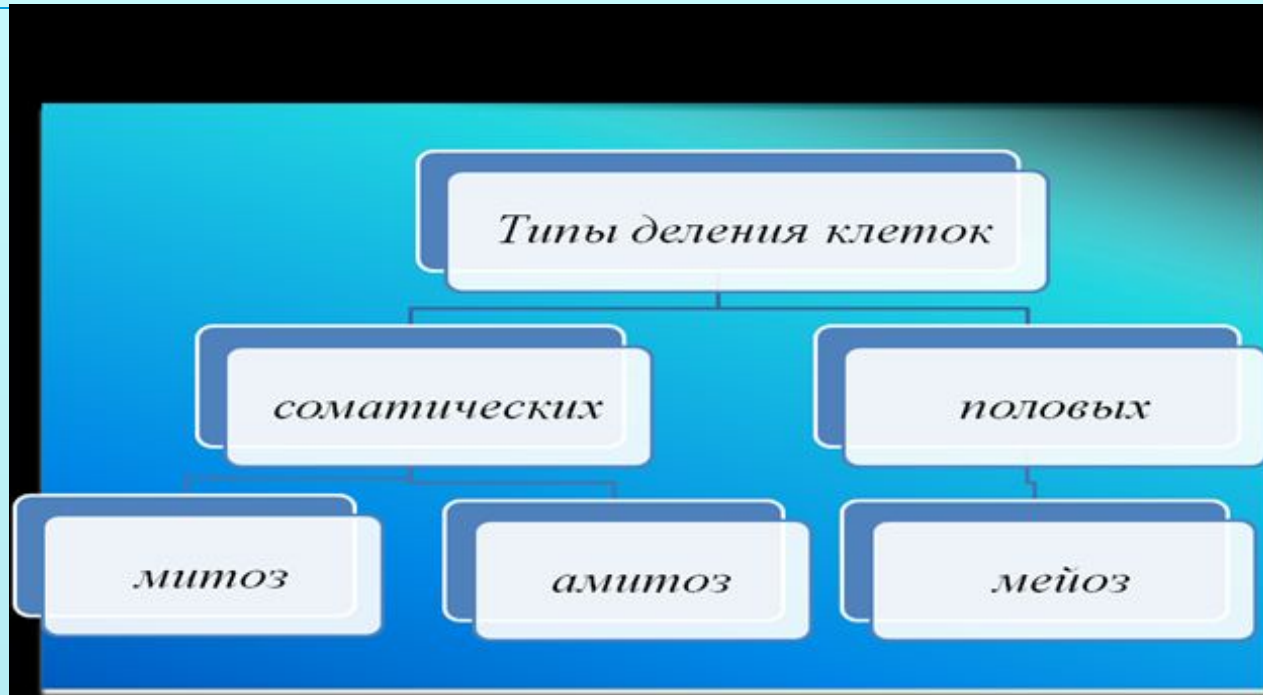 Типы деления клеток
соматических
половых
митоз
амитоз
мейоз